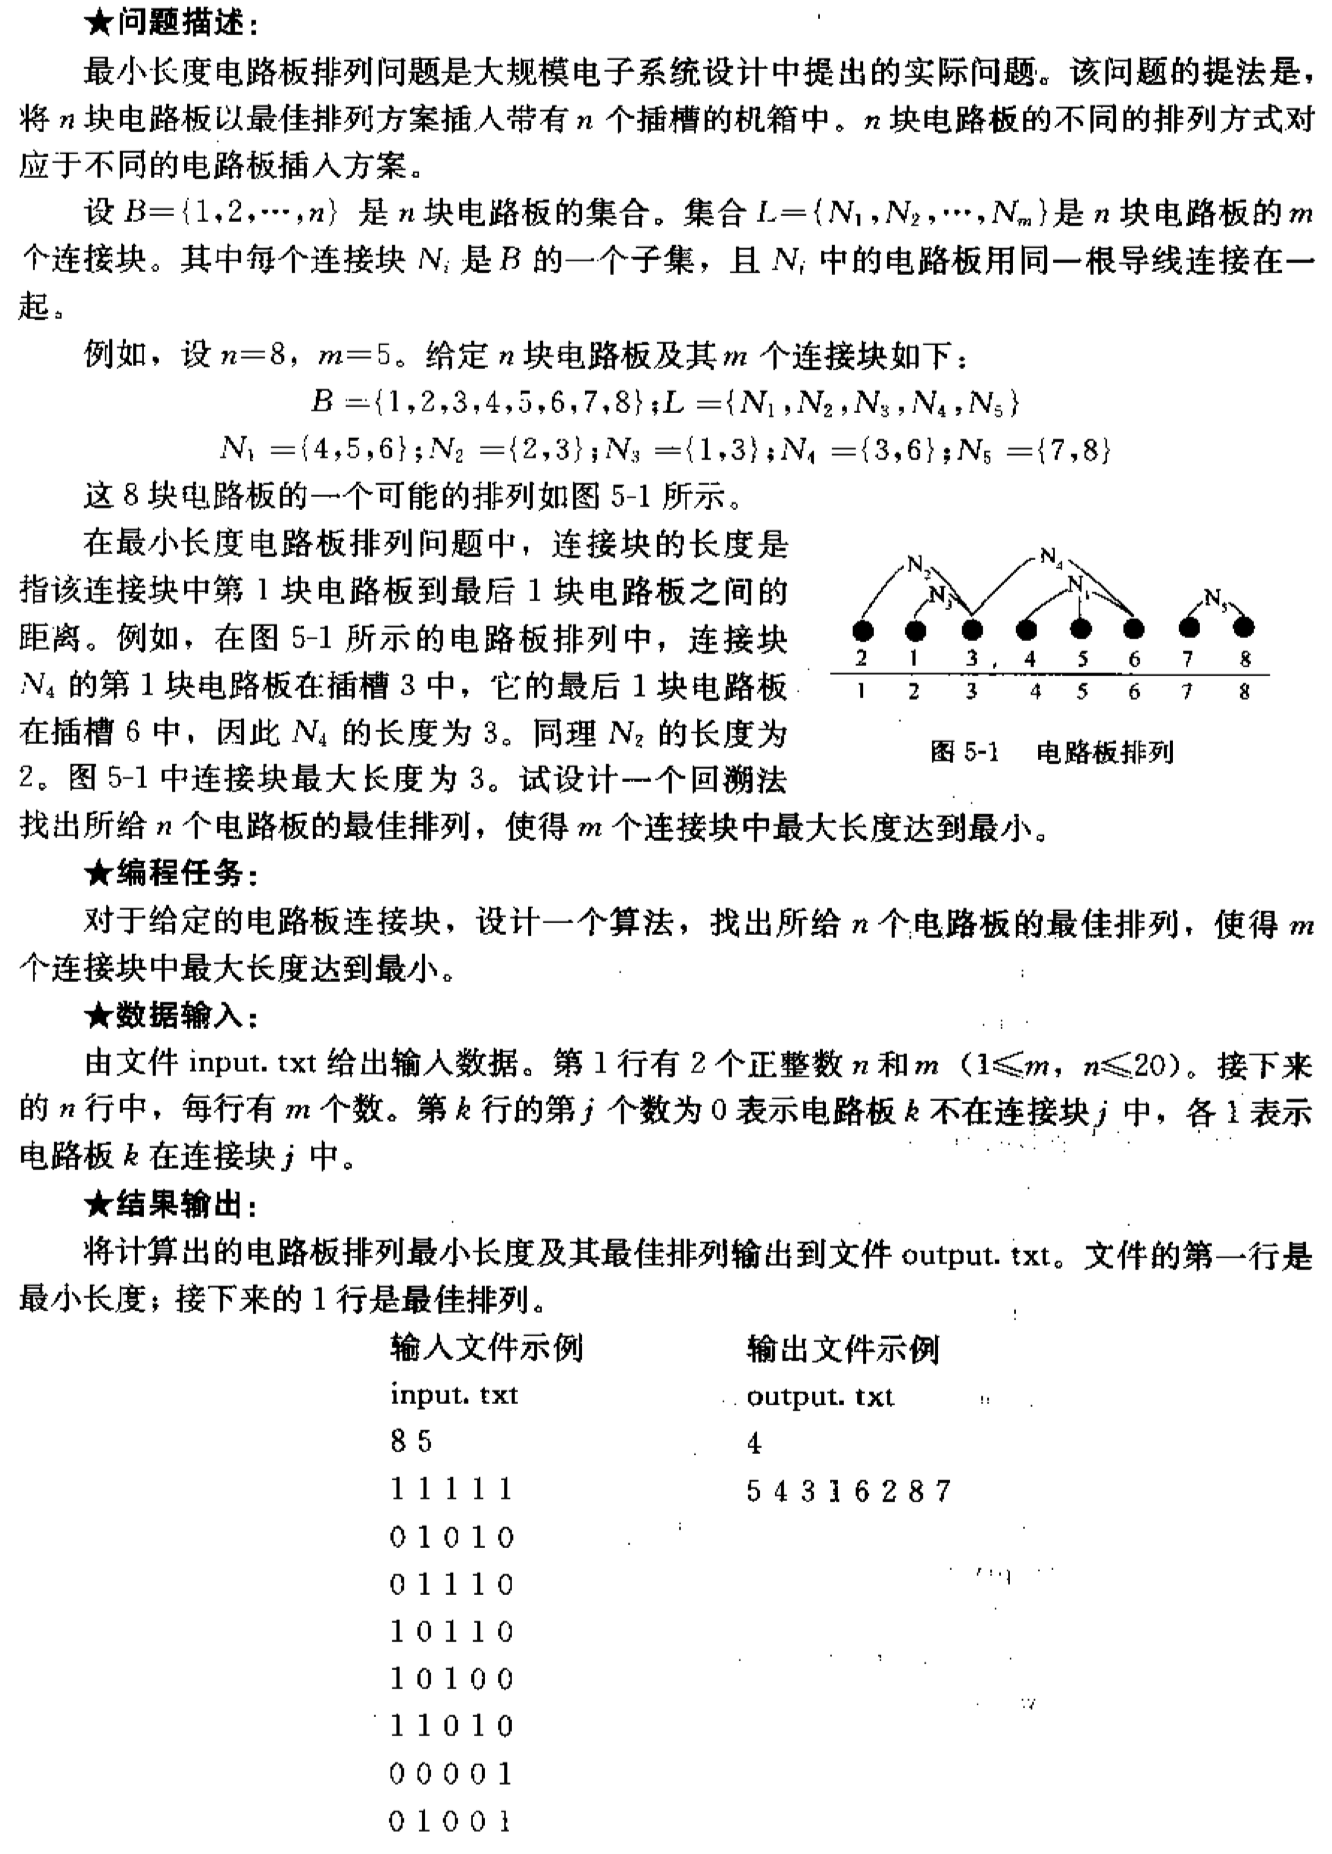 ★问题描述：
最小长度电路板排列问题是大规模电子系统设计中提出的实际问题。该问题的提法是，
将 n 块电路板以最佳排列方案插入带有 n 个插槽的机箱中。n 块电路板的不同的排列方式对
应于不同的电路板插入方案。
设 B={1,2,⋯,n} 是 n 块电路板的集合。集合 L={N₁,N₂,⋯,Nₘ}是 n 块电路板的 m
个连接块。其中每个连接块 Nᵢ 是 B 的一个子集，且 Nᵢ 中的电路板用同一根导线连接在一
起。
例如，设 n=8，m=5。给定 n 块电路板及其 m 个连接块如下：
B={1,2,3,4,5,6,7,8};L={N₁,N₂,N₃,N₄,N₅}
N₁={4,5,6};N₂={2,3};N₃={1,3};N₄={3,6};N₅={7,8}
这 8 块电路板的一个可能的排列如图 5-1 所示。
在最小长度电路板排列问题中，连接块的长度是
指该连接块中第 1 块电路板到最后 1 块电路板之间的
距离。例如，在图 5-1 所示的电路板排列中，连接块
N₄ 的第 1 块电路板在插槽 3 中，它的最后 1 块电路板
在插槽 6 中，因此 N₄ 的长度为 3。同理 N₂ 的长度为
2。图 5-1 中连接块最大长度为 3。试设计一个回溯法
N₂ N₃ N₄ N₁ N₅
2 1 3 4 5 6 7 8
1 2 3 4 5 6 7 8
图 5-1 电路板排列
找出所给 n 个电路板的最佳排列，使得 m 个连接块中最大长度达到最小。
★编程任务：
对于给定的电路板连接块，设计一个算法，找出所给 n 个电路板的最佳排列，使得 m
个连接块中最大长度达到最小。
★数据输入：
由文件 input. txt 给出输入数据。第 1 行有 2 个正整数 n 和 m（1≤m，n≤20）。接下来
的 n 行中，每行有 m 个数。第 k 行的第 j 个数为 0 表示电路板 k 不在连接块 j 中，各 1 表示
电路板 k 在连接块 j 中。
★结果输出：
将计算出的电路板排列最小长度及其最佳排列输出到文件 output. txt。文件的第一行是
最小长度；接下来的 1 行是最佳排列。
输入文件示例 输出文件示例
input. txt output. txt
8 5 4
1 1 1 1 1 5 4 3 1 6 2 8 7
0 1 0 1 0
0 1 1 1 0
1 0 1 1 0
1 0 1 0 0
1 1 0 1 0
0 0 0 0 1
0 1 0 0 1